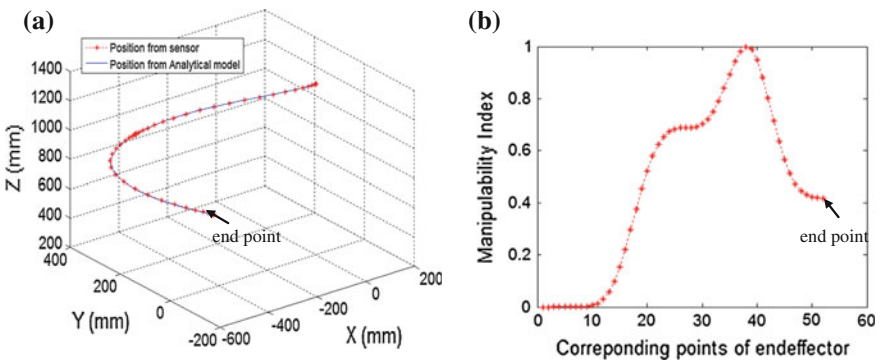 (a)
Position from sensor
Position from Analytical model
1400
1200
1000
800
600
400
200
Z (mm)
400
200
0
-200
Y (mm)
-600
-400
-200
0
200
X (mm)
end point
(b)
1
0.8
0.6
0.4
0.2
0
Manipulability Index
0 10 20 30 40 50 60
Correponding points of endeffector
end point